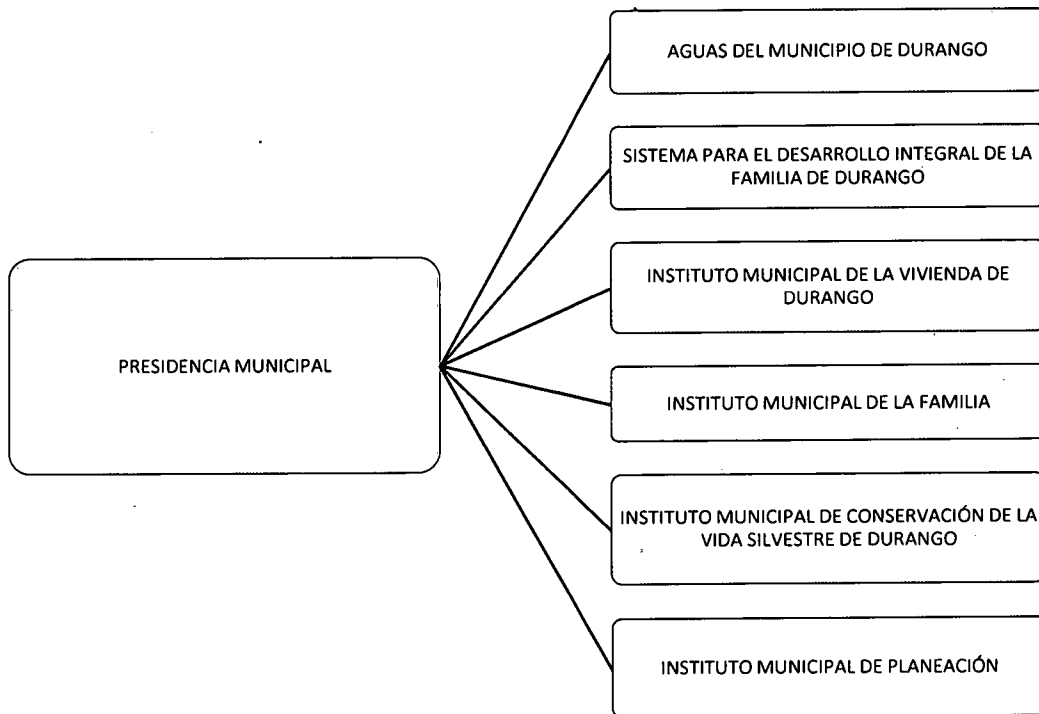 AGUAS DEL MUNICIPIO DE DURANGO
SISTEMA PARA EL DESARROLLO INTEGRAL DE LA
FAMILIA DE DURANGO
INSTITUTO MUNICIPAL DE LA VIVIENDA DE
DURANGO
PRESIDENCIA MUNICIPAL
INSTITUTO MUNICIPAL DE LA FAMILIA
INSTITUTO MUNICIPAL DE CONSERVACIÓN DE LA
VIDA SILVESTRE DE DURANGO
INSTITUTO MUNICIPAL DE PLANEACIÓN